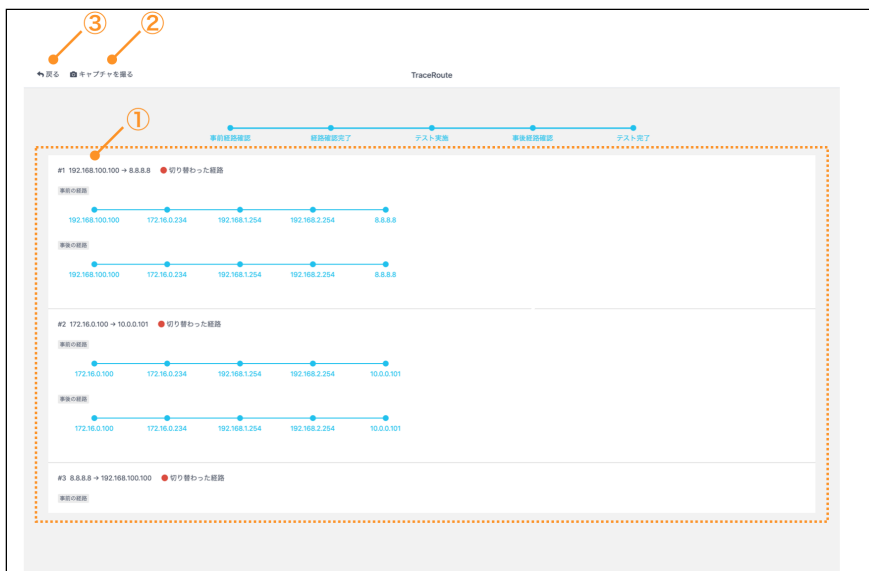 ③ ②
戻る キャプチャを撮る TraceRoute
①
事前経路確認 経路確認完了 テスト実施 事後経路確認 テスト完了
#1 192.168.100.100 → 8.8.8.8 切り替わった経路
事前の経路
192.168.100.100 172.16.0.234 192.168.1.254 192.168.2.254 8.8.8.8
事後の経路
192.168.100.100 172.16.0.234 192.168.1.254 192.168.2.254 8.8.8.8
#2 172.16.0.100 → 10.0.0.101 切り替わった経路
事前の経路
172.16.0.100 172.16.0.234 192.168.1.254 192.168.2.254 10.0.0.101
事後の経路
172.16.0.100 172.16.0.234 192.168.1.254 192.168.2.254 10.0.0.101
#3 8.8.8.8 → 192.168.100.100 切り替わった経路
事前の経路